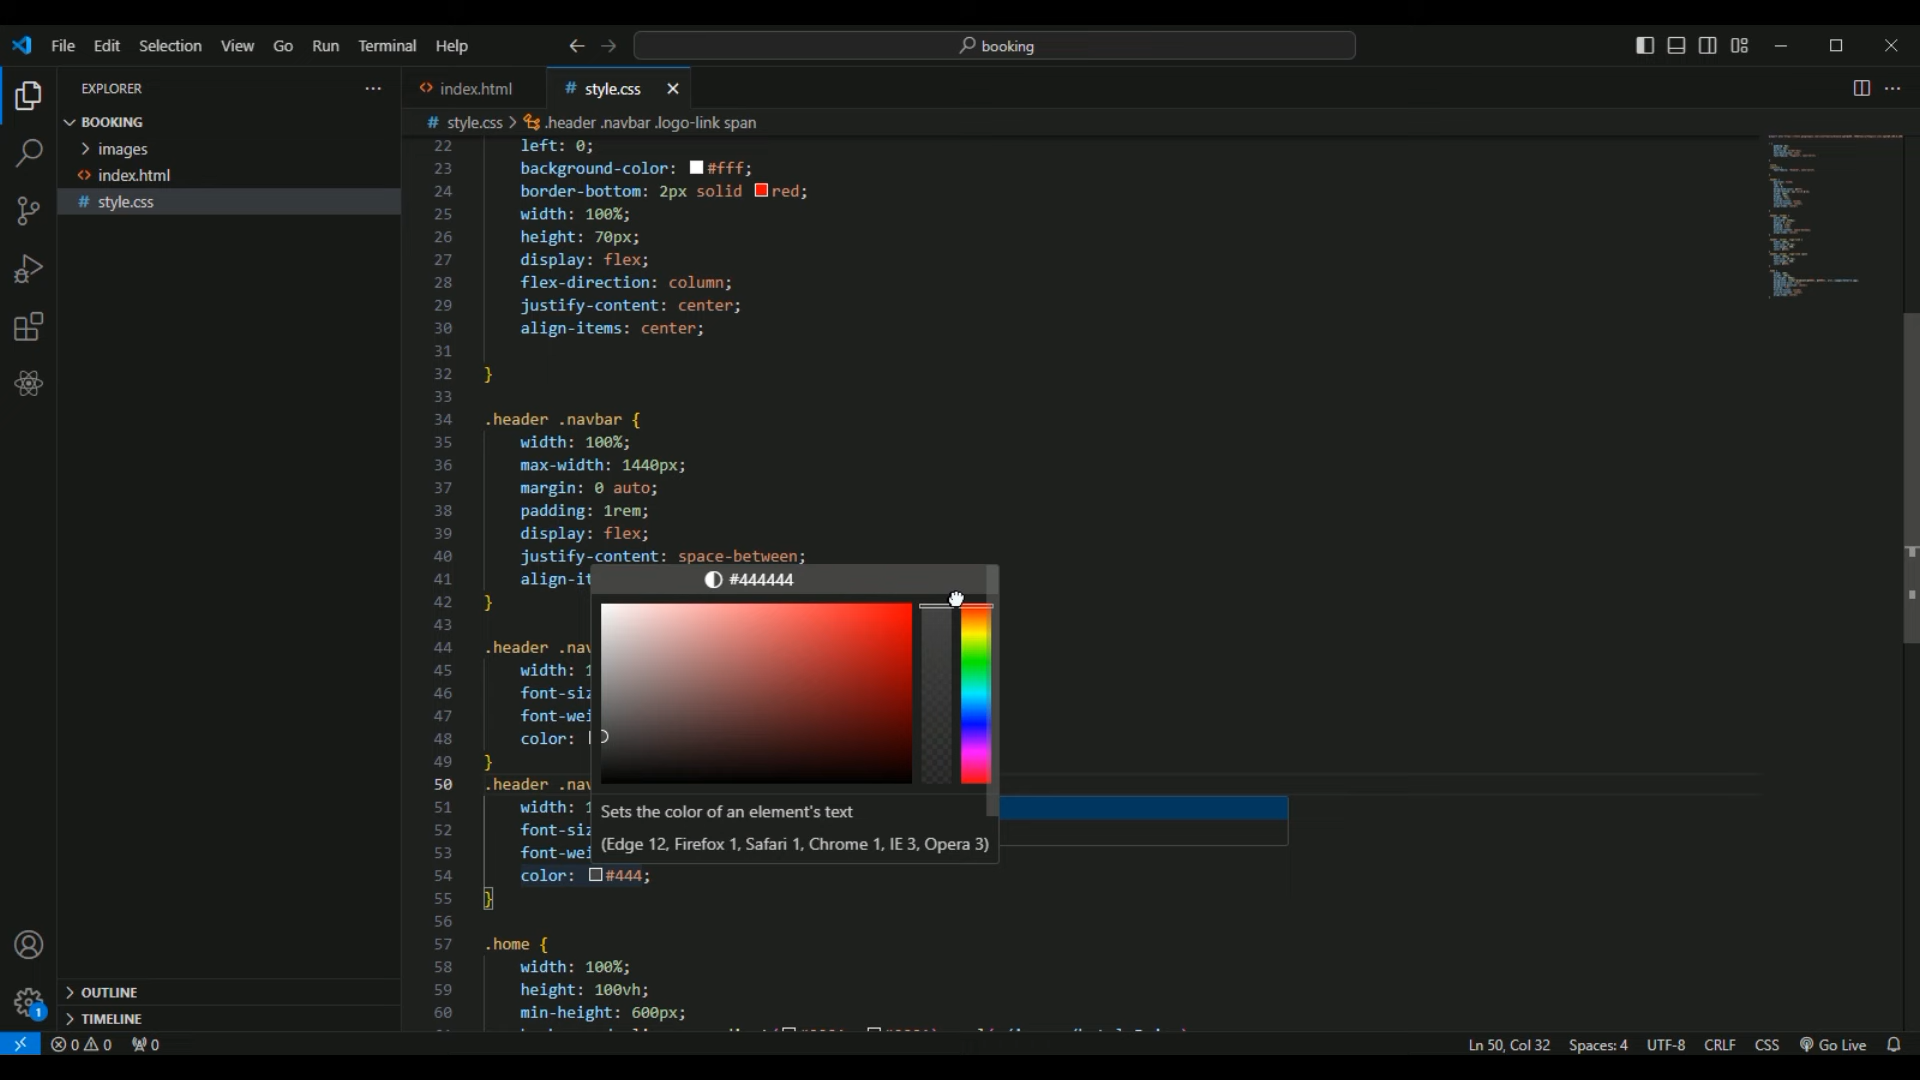 File Edit Selection View Go Run Terminal Help
booking
EXPLORER
BOOKING
images
index.html
style.css
OUTLINE
TIMELINE
index.html
style.css
style.css > .header .navbar .logo-link span
22 left: 0;
23 background-color: #fff;
24 border-bottom: 2px solid red;
25 width: 100%;
26 height: 70px;
27 display: flex;
28 flex-direction: column;
29 justify-content: center;
30 align-items: center;
31
32 }
33
34 .header .navbar {
35 width: 100%;
36 max-width: 1440px;
37 margin: 0 auto;
38 padding: 1rem;
39 display: flex;
40 justify-content: space-between;
41 align-it
42 }
43
44 .header .nav
45 width: 1
46 font-siz
47 font-wei
48 color:
49 }
50 .header .nav
51 width: 1
52 font-siz
53 font-wei
54 color: #444;
55 }
56
57 .home {
58 width: 100%;
59 height: 100vh;
60 min-height: 600px;
#444444
Sets the color of an element's text
(Edge 12, Firefox 1, Safari 1, Chrome 1, IE 3, Opera 3)
1
0 0 0
Ln 50, Col 32 Spaces: 4 UTF-8 CRLF CSS Go Live